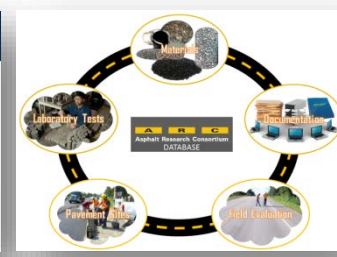 Materials
Laboratory Tests
Documentation
A R C
Asphalt Research Consortium
DATABASE
Pavement Sites
Field Evaluation